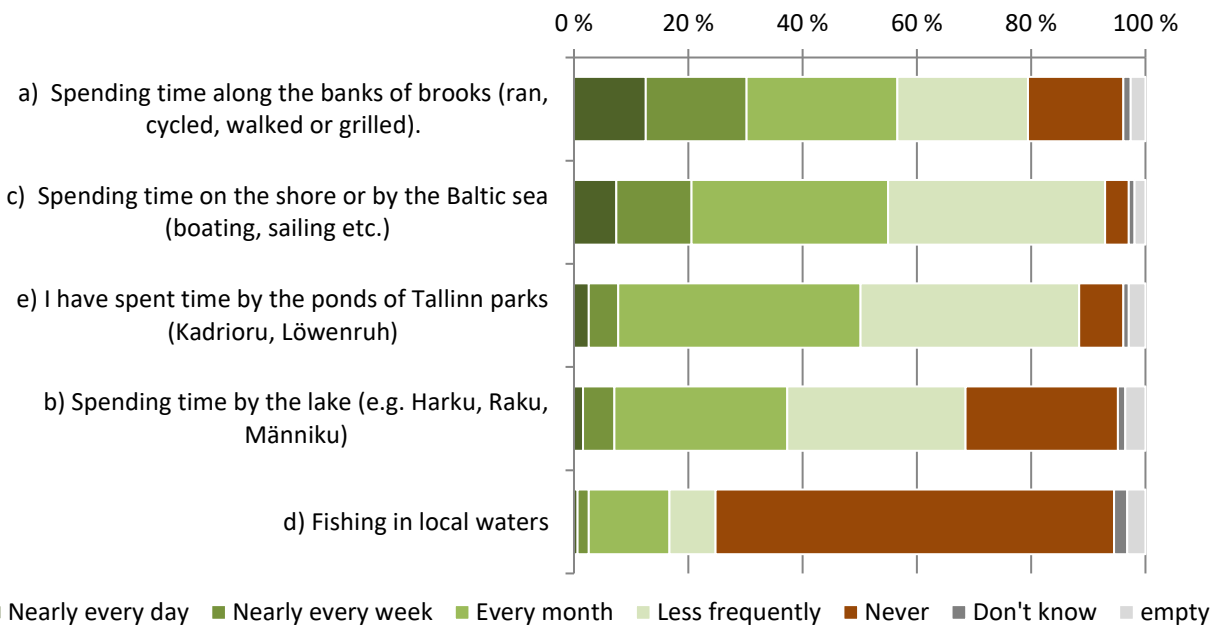 0 % 20 % 40 % 60 % 80 % 100 %
a) Spending time along the banks of brooks (ran,
cycled, walked or grilled).
c) Spending time on the shore or by the Baltic sea
(boating, sailing etc.)
e) I have spent time by the ponds of Tallinn parks
(Kadrioru, Löwenruh)
b) Spending time by the lake (e.g. Harku, Raku,
Männiku)
d) Fishing in local waters
Nearly every day Nearly every week Every month Less frequently Never Don't know empty